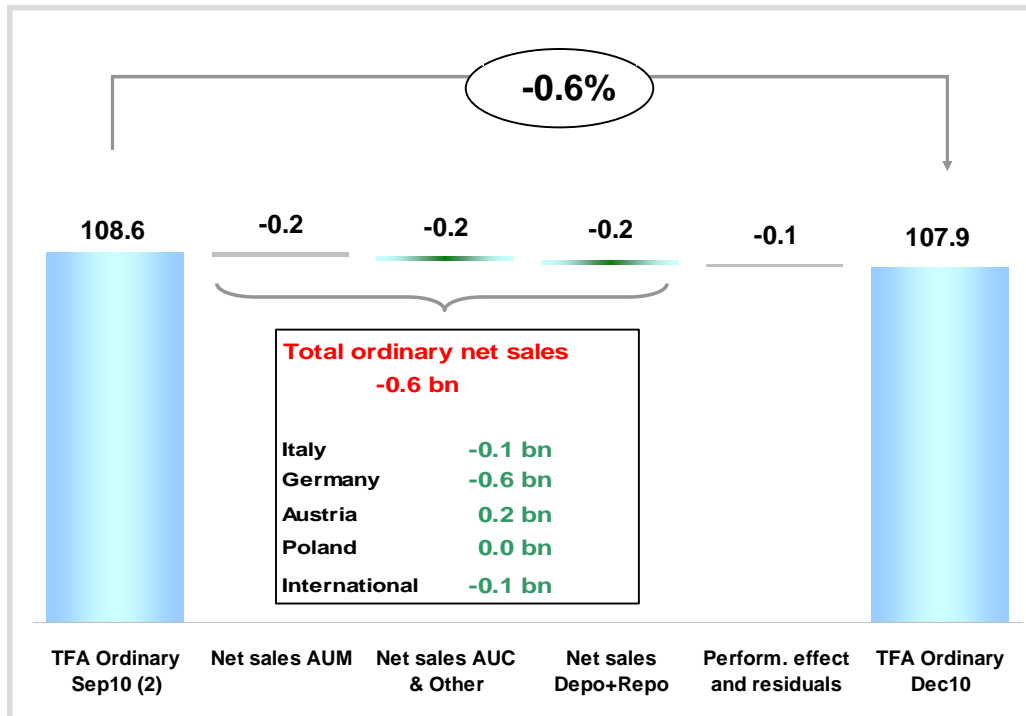 -0.6%
108.6
-0.2
-0.2
-0.2
-0.1
107.9
Total ordinary net sales
-0.6 bn
Italy -0.1 bn
Germany -0.6 bn
Austria 0.2 bn
Poland 0.0 bn
International -0.1 bn
TFA Ordinary
Sep10 (2)
Net sales AUM
Net sales AUC
& Other
Net sales
Depo+Repo
Perform. effect
and residuals
TFA Ordinary
Dec10